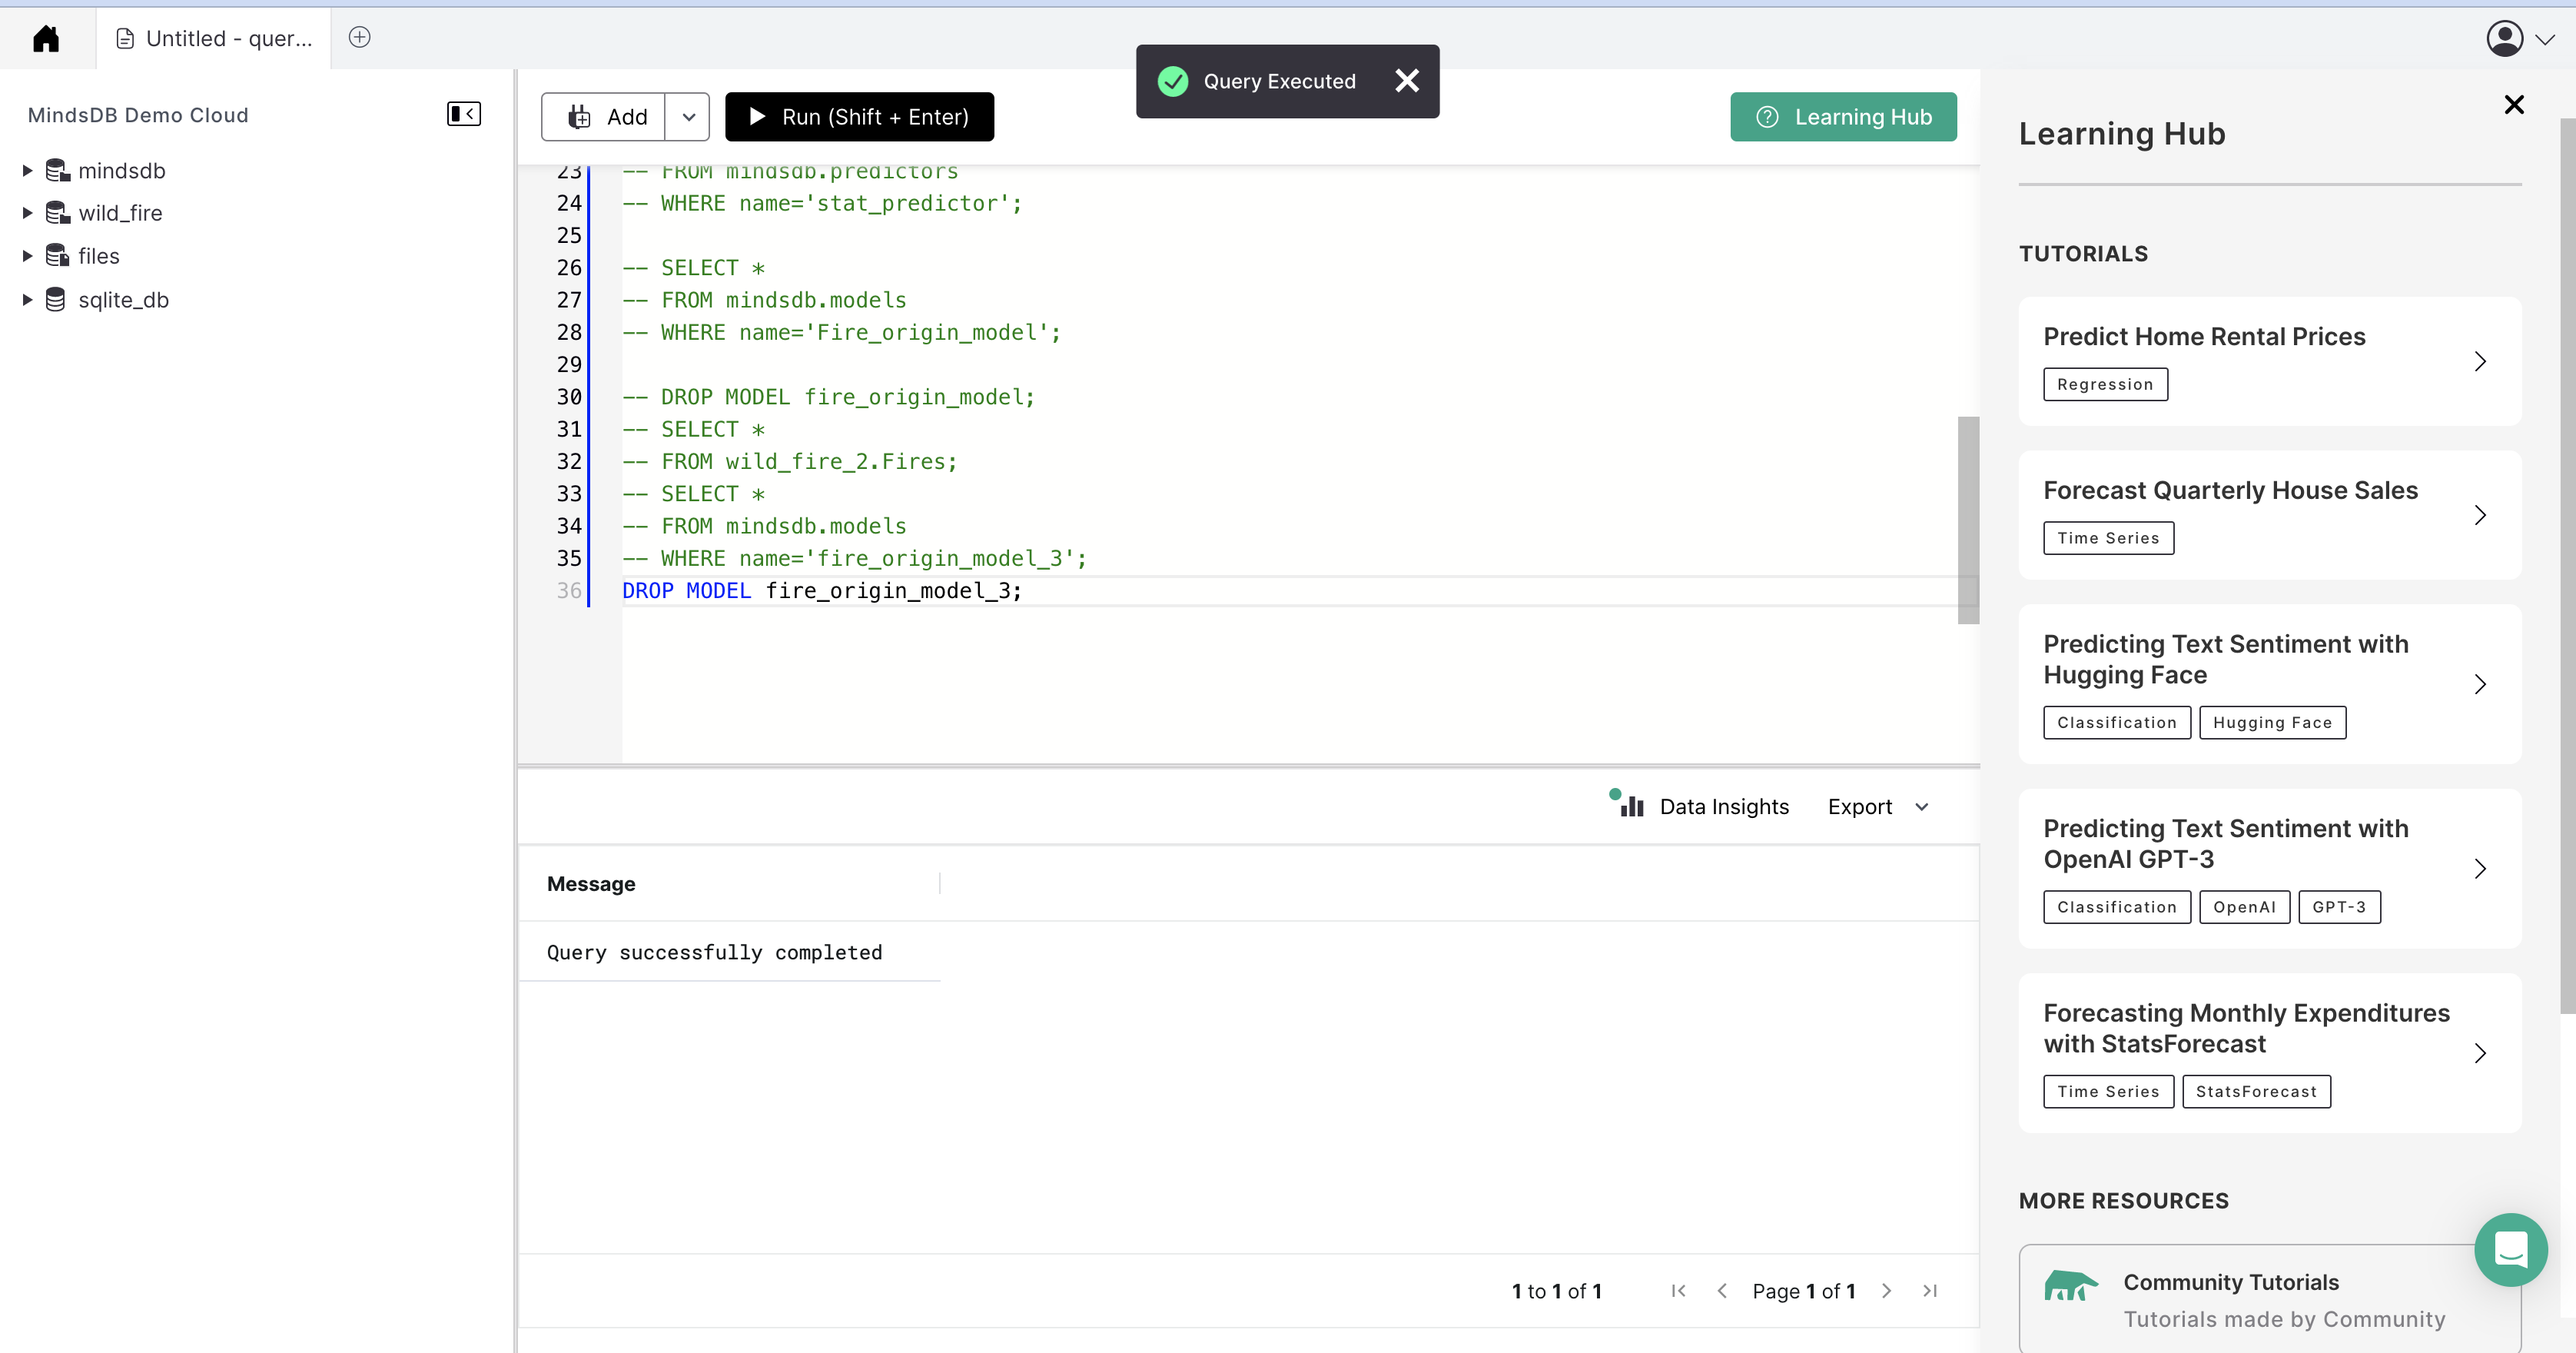 Untitled - quer...
Query Executed
MindsDB Demo Cloud
mindsdb
wild_fire
files
sqlite_db
Add
Run (Shift + Enter)
Learning Hub
23 -- FROM mindsdb.predictors
24 -- WHERE name='stat_predictor';
25
26 -- SELECT *
27 -- FROM mindsdb.models
28 -- WHERE name='Fire_origin_model';
29
30 -- DROP MODEL fire_origin_model;
31 -- SELECT *
32 -- FROM wild_fire_2.Fires;
33 -- SELECT *
34 -- FROM mindsdb.models
35 -- WHERE name='fire_origin_model_3';
36 DROP MODEL fire_origin_model_3;
Data Insights
Export
Message
Query successfully completed
1 to 1 of 1
Page 1 of 1
Learning Hub
TUTORIALS
Predict Home Rental Prices
Regression
Forecast Quarterly House Sales
Time Series
Predicting Text Sentiment with
Hugging Face
Classification Hugging Face
Predicting Text Sentiment with
OpenAI GPT-3
Classification OpenAI GPT-3
Forecasting Monthly Expenditures
with StatsForecast
Time Series StatsForecast
MORE RESOURCES
Community Tutorials
Tutorials made by Community